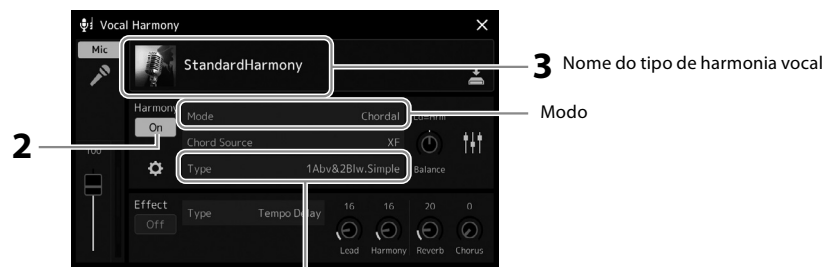 Vocal Harmony
Mic
StandardHarmony
3 Nome do tipo de harmonia vocal
Harmony
On
Mode Chordal
Modo
2
100
Chord Source XF
Type 1Abv&2Blw.Simple
Balance
Effect
Off
Type Tempo Delay
16 16 20 0
Lead Harmony Reverb Chorus